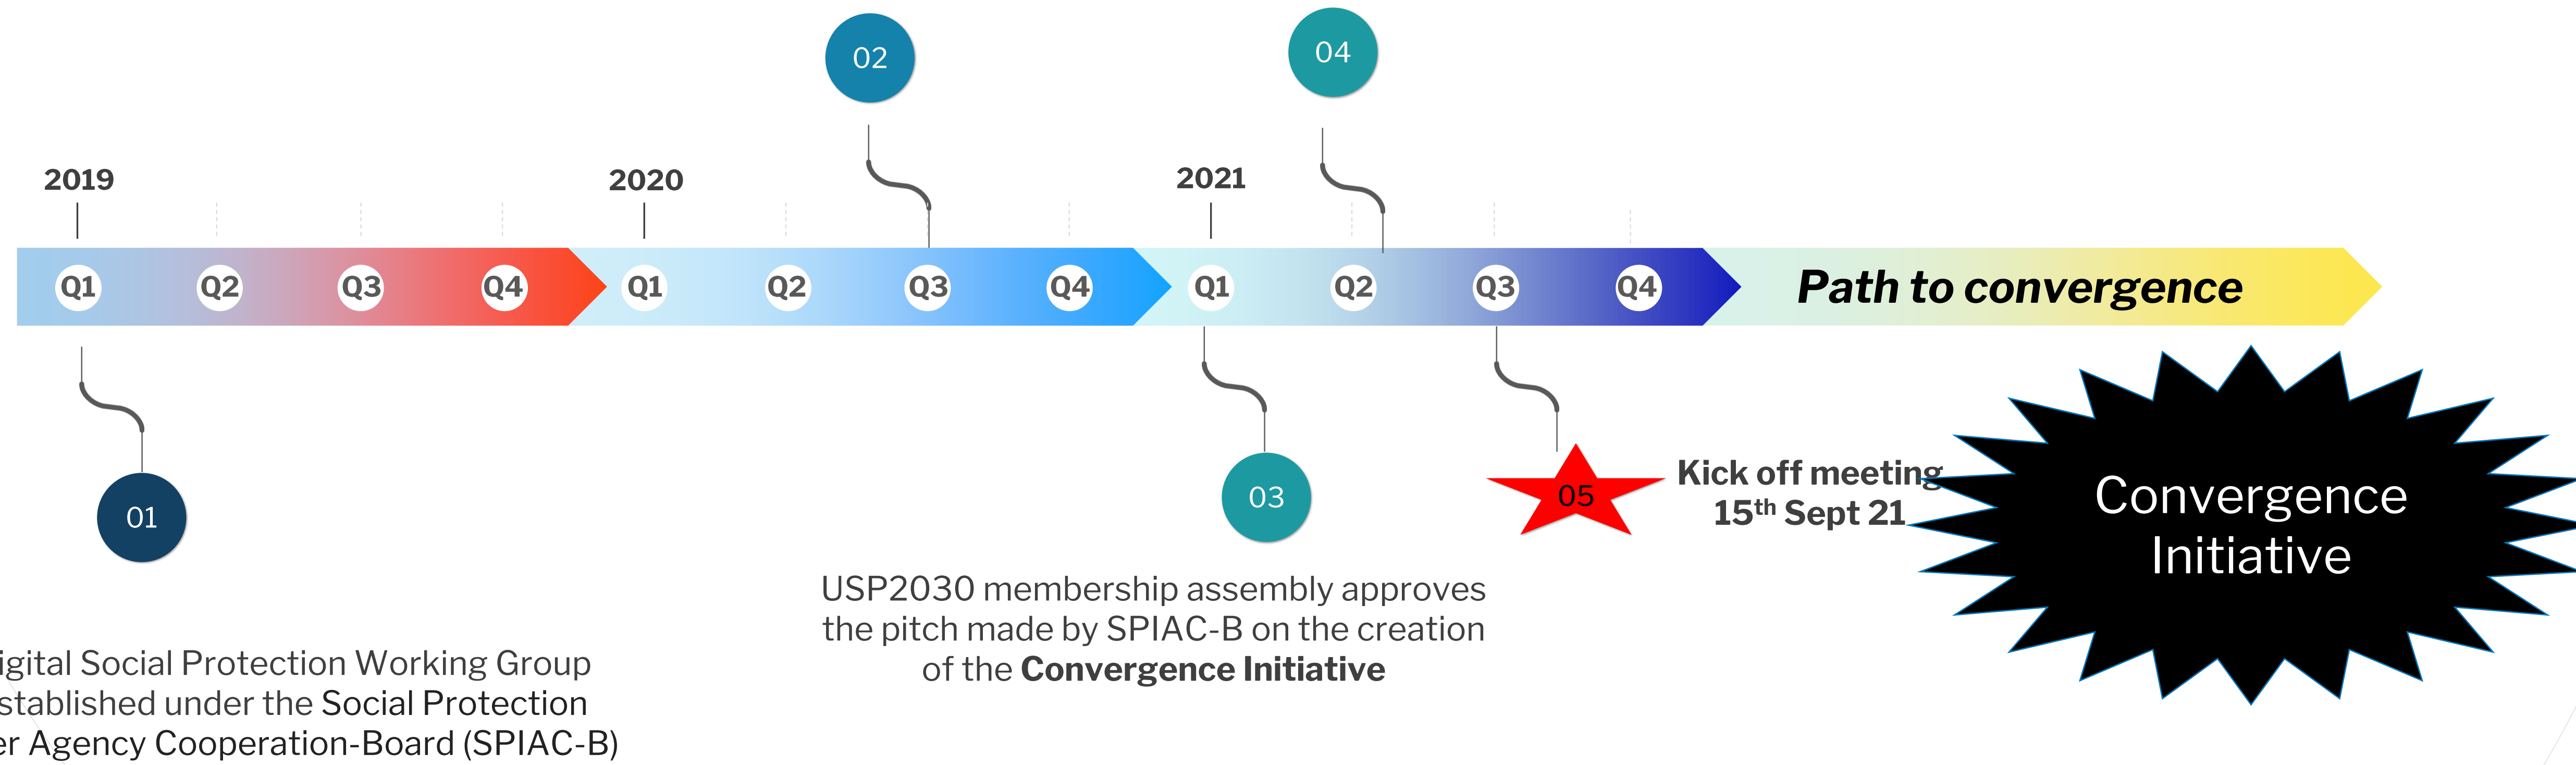 02
04
2019
2020
2021
Q1 Q2 Q3 Q4 Q1 Q2 Q3 Q4 Q1 Q2 Q3 Q4 Path to convergence
01
03
05
Kick off meeting
15th Sept 21
Convergence
Initiative
USP2030 membership assembly approves
the pitch made by SPIAC-B on the creation
of the Convergence Initiative
igital Social Protection Working Group
stablished under the Social Protection
er Agency Cooperation-Board (SPIAC-B)